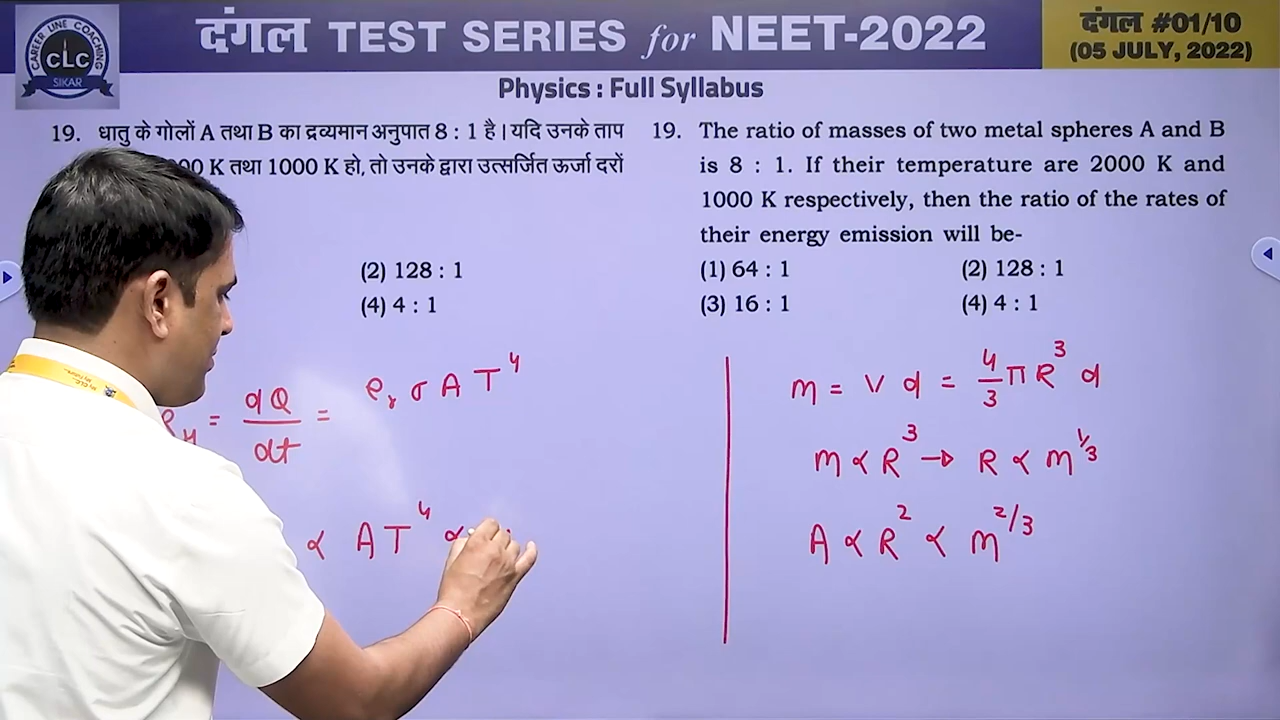 CAREER LINE COACHING
CLC
SIKAR
दंगल TEST SERIES for NEET-2022
दंगल #01/10
(05 JULY, 2022)
Physics : Full Syllabus
19. धातु के गोलों A तथा B का द्रव्यमान अनुपात 8 : 1 है। यदि उनके ताप
00 K तथा 1000 K हो, तो उनके द्वारा उत्सर्जित ऊर्जा दरों
(2) 128 : 1
(4) 4 : 1
19. The ratio of masses of two metal spheres A and B
is 8 : 1. If their temperature are 2000 K and
1000 K respectively, then the ratio of the rates of
their energy emission will be-
(1) 64 : 1 (2) 128 : 1
(3) 16 : 1 (4) 4 : 1
R_H = dQ/dt = e_r σ A T⁴
∝ A T⁴ ∝
m = V d = 4/3 π R³ d
m ∝ R³ → R ∝ m^1/3
A ∝ R² ∝ m^2/3